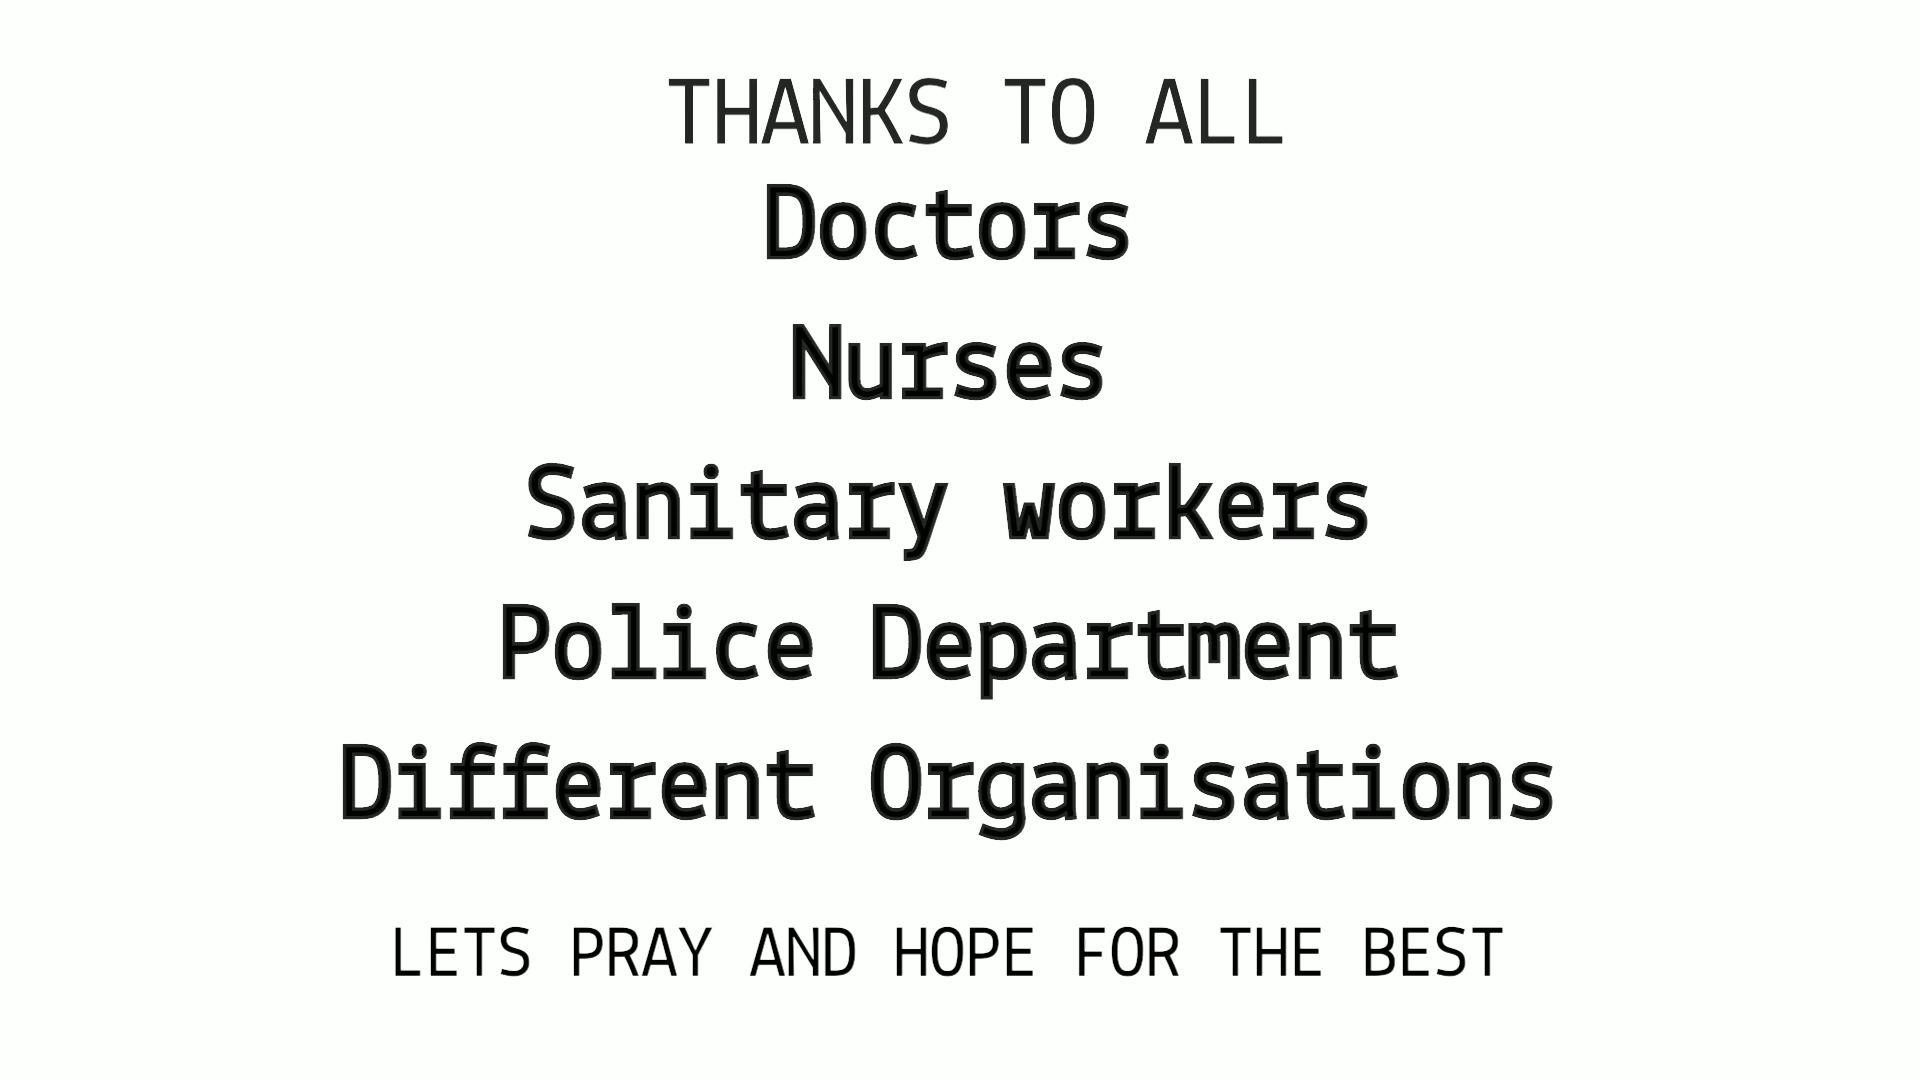 THANKS TO ALL
Doctors
Nurses
Sanitary workers
Police Department
Different Organisations
LETS PRAY AND HOPE FOR THE BEST